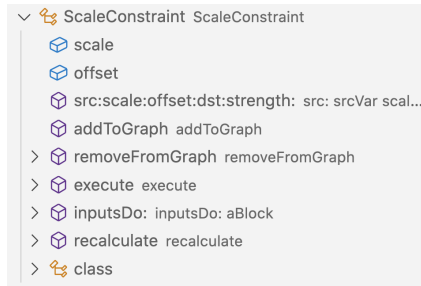 ScaleConstraint ScaleConstraint
scale
offset
src:scale:offset:dst:strength: src: srcVar scal...
addToGraph addToGraph
removeFromGraph removeFromGraph
execute execute
inputsDo: inputsDo: aBlock
recalculate recalculate
class